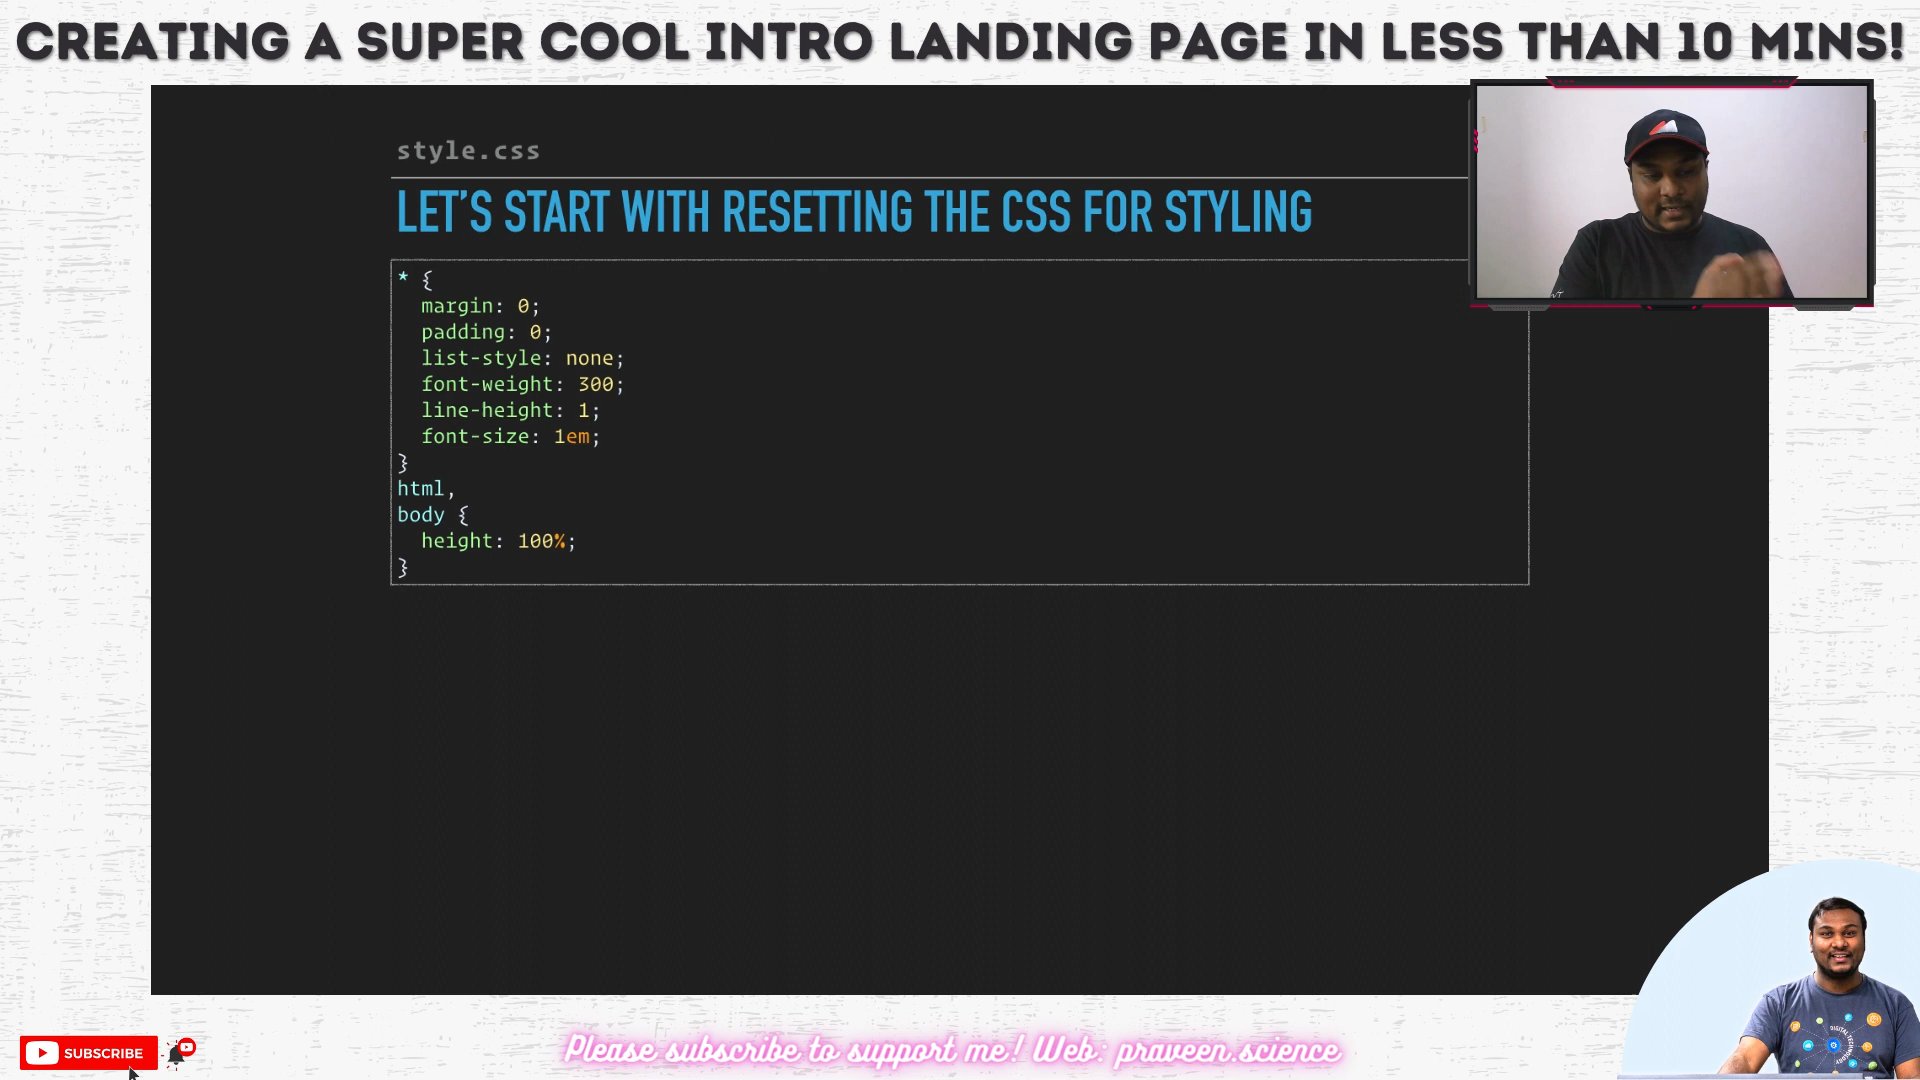 CREATING A SUPER COOL INTRO LANDING PAGE IN LESS THAN 10 MINS!
style.css
LET'S START WITH RESETTING THE CSS FOR STYLING
* {
  margin: 0;
  padding: 0;
  list-style: none;
  font-weight: 300;
  line-height: 1;
  font-size: 1em;
}
html,
body {
  height: 100%;
}
DIGITAL
TECHNOLOGY
SUBSCRIBE
Please subscribe to support me! Web: praveen.science